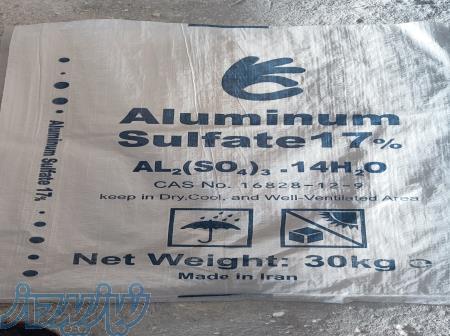 Aluminum
Sulfate 17%
AL₂(SO₄)₃ .14H₂O
CAS No. 16828-12-9
keep in Dry,Cool, and Well-Ventilated Area
Net Weight: 30kg
Made in Iran
Aluminum Sulfate 17%